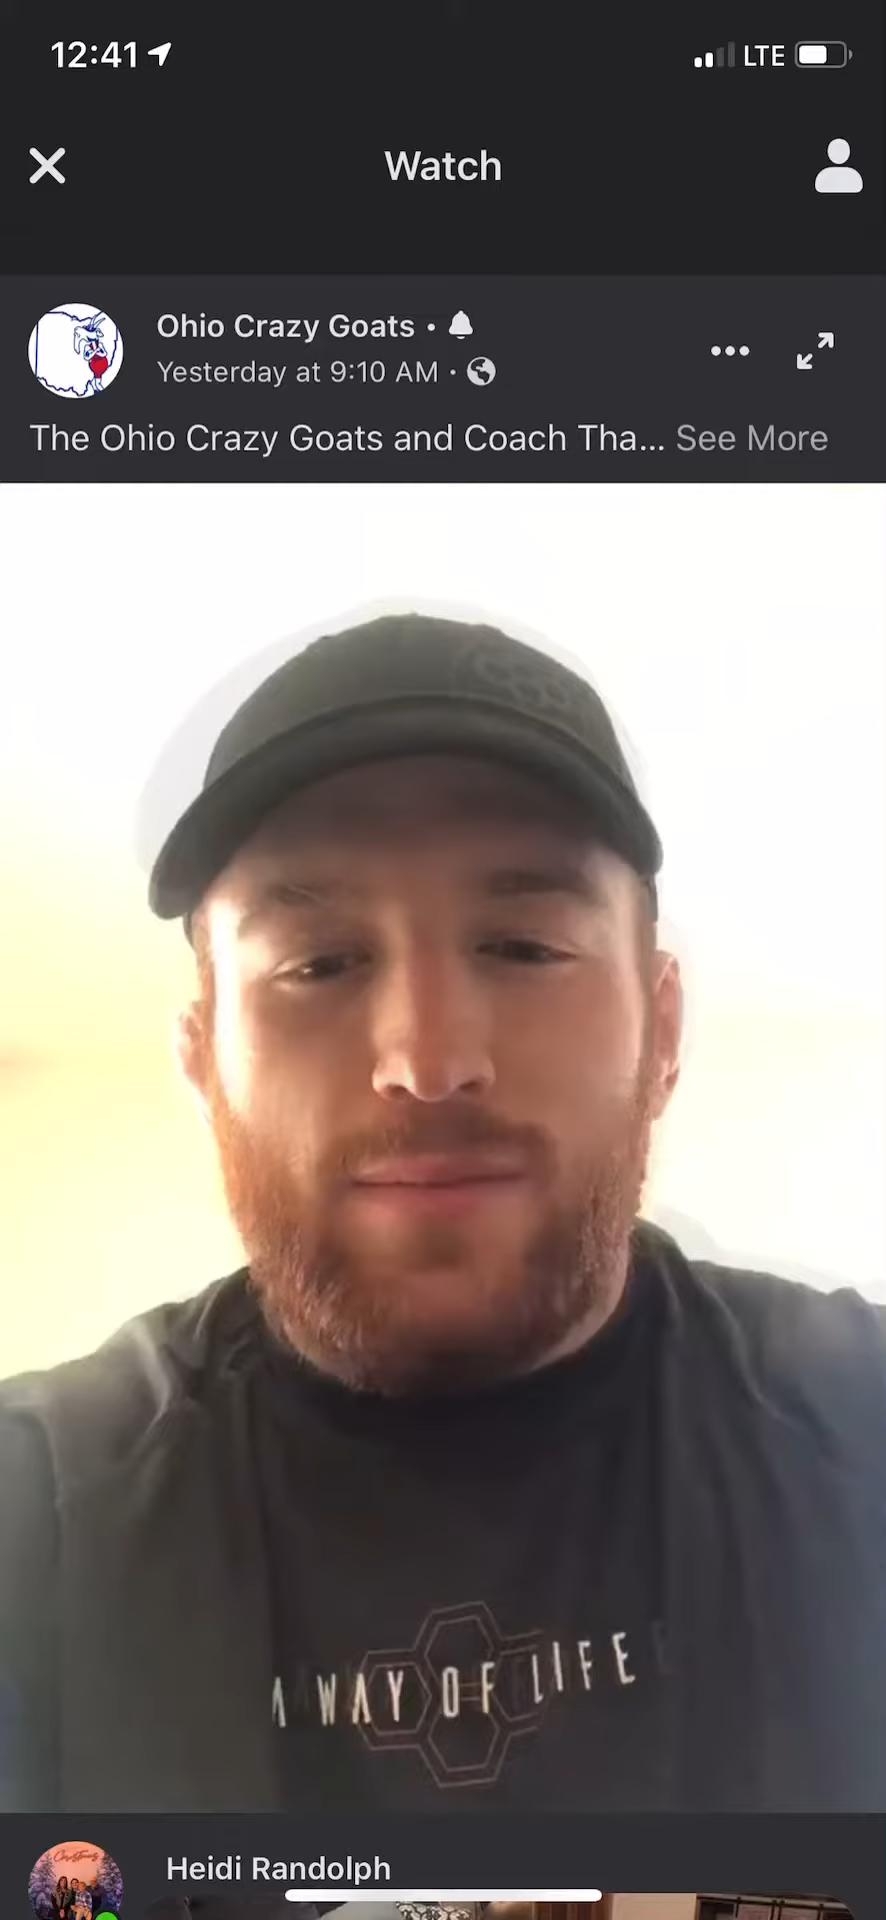 12:41
LTE
Watch
Ohio Crazy Goats •
Yesterday at 9:10 AM ·
The Ohio Crazy Goats and Coach Tha... See More
A WAY OF LIFE
Heidi Randolph